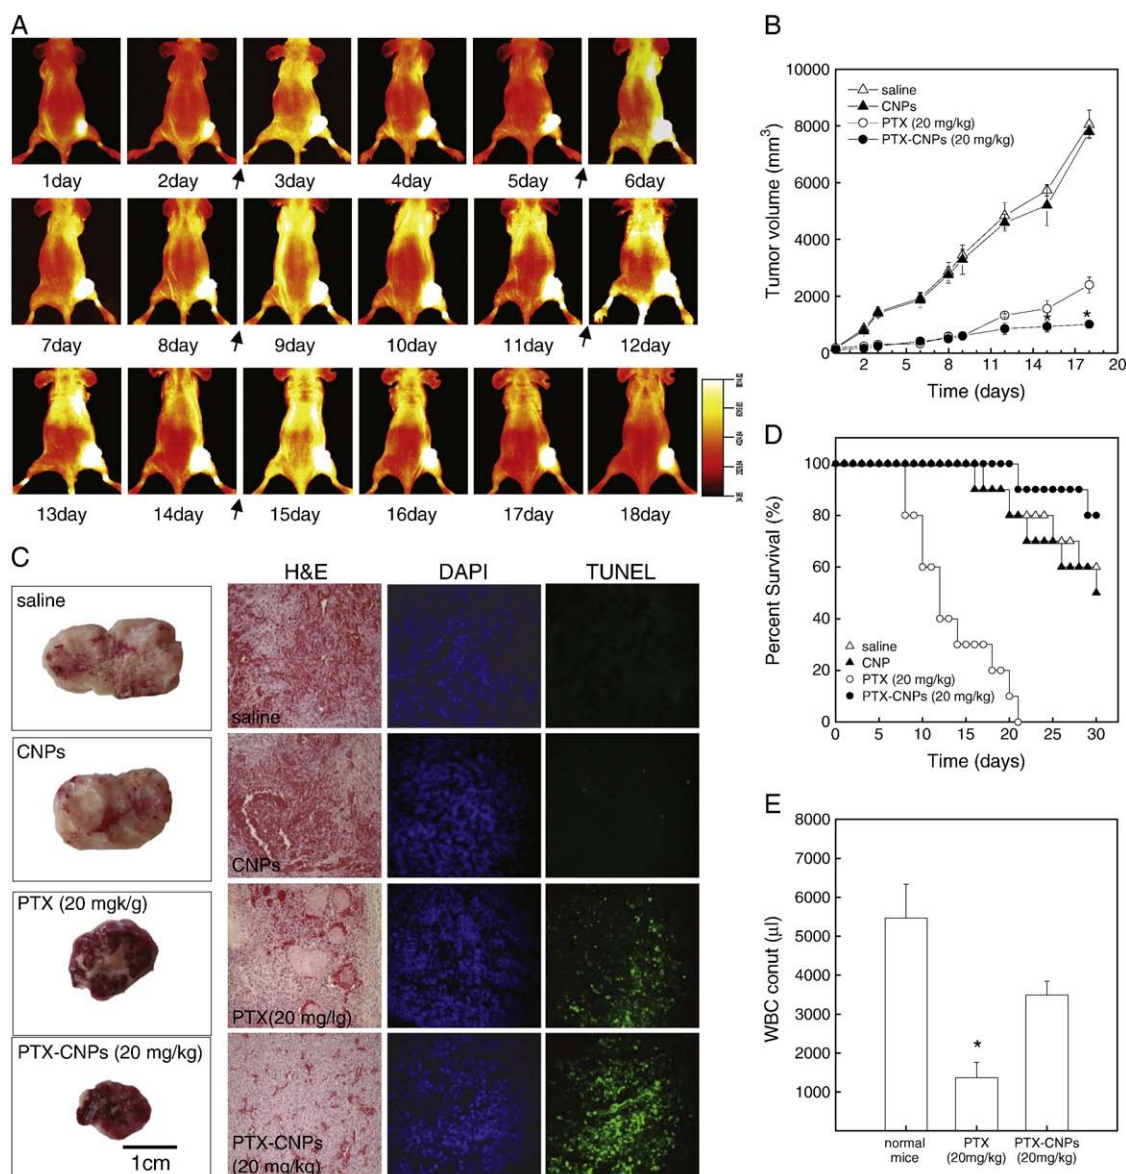 A
1day 2day 3day 4day 5day 6day
7day 8day 9day 10day 11day 12day
13day 14day 15day 16day 17day 18day
B
10000
8000
6000
4000
2000
0
Tumor volume (mm³)
saline
CNPs
PTX (20 mg/kg)
PTX-CNPs (20 mg/kg)
*
*
2 5 8 11 14 17 20
Time (days)
C
H&E DAPI TUNEL
saline
saline
CNPs
CNPs
PTX (20 mgk/g)
PTX(20 mg/lg)
PTX-CNPs (20 mg/kg)
PTX-CNPs
(20 mg/kg)
1cm
D
100
80
60
40
20
0
Percent Survival (%)
saline
CNP
PTX (20 mg/kg)
PTX-CNPs (20 mg/kg)
0 5 10 15 20 25 30
Time (days)
E
8000
7000
6000
5000
4000
3000
2000
1000
WBC conut (µl)
*
normal
mice
PTX
(20mg/kg)
PTX-CNPs
(20mg/kg)